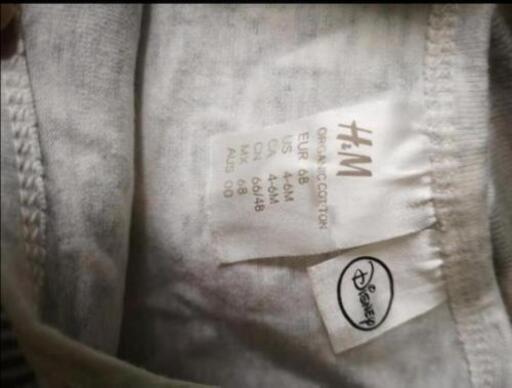 H&M
ORGANIC COTTON
EUR 68
US 4-6M
CA 4-6M
CN 66/48
MX 68
AUS 00
Disney